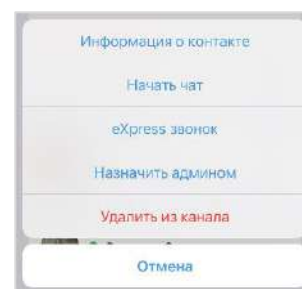 Информация о контакте
Начать чат
eXpress звонок
Назначить админом
Удалить из канала
Отмена